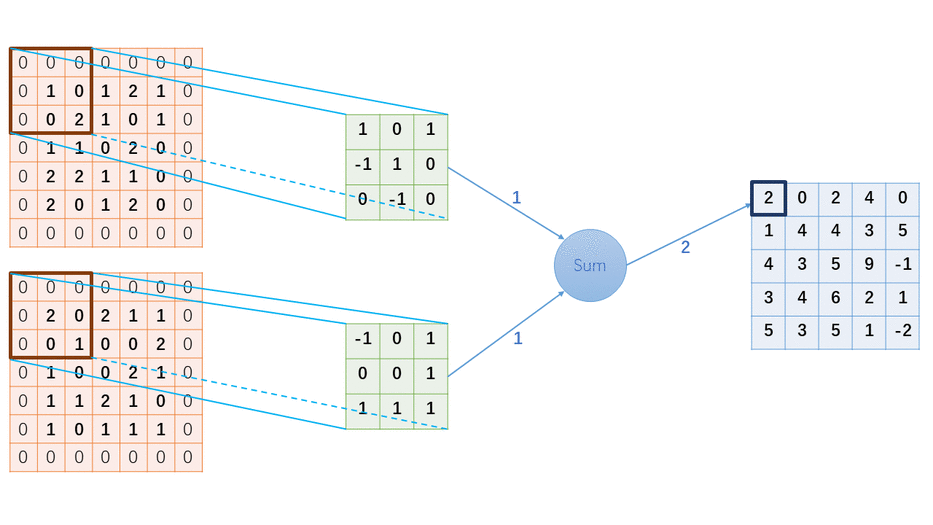 0 0 0 0 0 0 0
0 1 0 1 2 1 0
0 0 2 1 0 1 0
0 1 1 0 2 0 0
0 2 2 1 1 0 0
0 2 0 1 2 0 0
0 0 0 0 0 0 0
1 0 1
-1 1 0
0 -1 0
1
0 0 0 0 0 0 0
0 2 0 2 1 1 0
0 0 1 0 0 2 0
0 1 0 0 2 1 0
0 1 1 2 1 0 0
0 1 0 1 1 1 0
0 0 0 0 0 0 0
-1 0 1
0 0 1
1 1 1
1
Sum
2
2 0 2 4 0
1 4 4 3 5
4 3 5 9 -1
3 4 6 2 1
5 3 5 1 -2